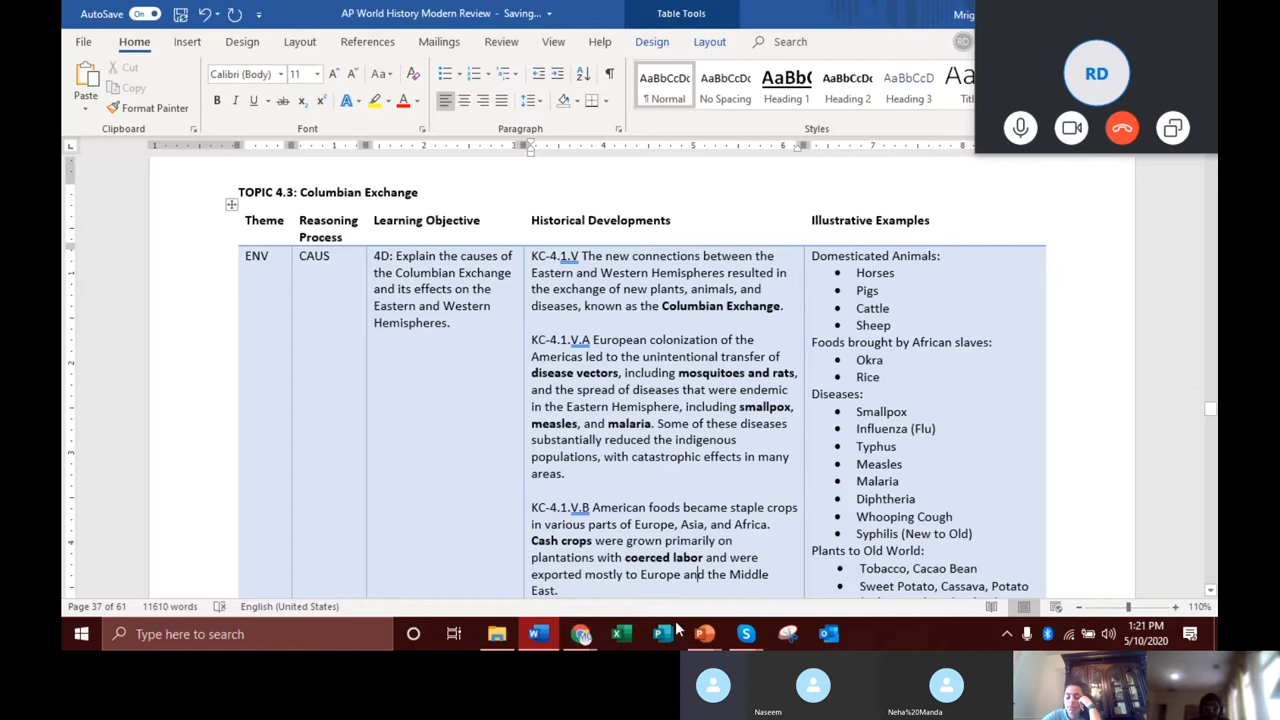 AutoSave On AP World History Modern Review - Saving... Table Tools Mrig
File Home Insert Design Layout References Mailings Review View Help Design Layout Search RD
RD
Paste
Cut
Copy
Format Painter
Clipboard
Calibri (Body) 11
Font
Paragraph
AaBbCcDc AaBbCcDc AaBbCc AaBbCcD AaBbCcD
¶ Normal No Spacing Heading 1 Heading 2 Heading 3
Styles
TOPIC 4.3: Columbian Exchange
Theme
Reasoning
Process
Learning Objective
Historical Developments
Illustrative Examples
ENV
CAUS
4D: Explain the causes of
the Columbian Exchange
and its effects on the
Eastern and Western
Hemispheres.
KC-4.1.V The new connections between the
Eastern and Western Hemispheres resulted in
the exchange of new plants, animals, and
diseases, known as the Columbian Exchange.
KC-4.1.V.A European colonization of the
Americas led to the unintentional transfer of
disease vectors, including mosquitoes and rats,
and the spread of diseases that were endemic
in the Eastern Hemisphere, including smallpox,
measles, and malaria. Some of these diseases
substantially reduced the indigenous
populations, with catastrophic effects in many
areas.
KC-4.1.V.B American foods became staple crops
in various parts of Europe, Asia, and Africa.
Cash crops were grown primarily on
plantations with coerced labor and were
exported mostly to Europe and the Middle
East.
Domesticated Animals:
Horses
Pigs
Cattle
Sheep
Foods brought by African slaves:
Okra
Rice
Diseases:
Smallpox
Influenza (Flu)
Typhus
Measles
Malaria
Diphtheria
Whooping Cough
Syphilis (New to Old)
Plants to Old World:
Tobacco, Cacao Bean
Sweet Potato, Cassava, Potato
Page 37 of 61 11610 words English (United States) 110%
Type here to search
1:21 PM
5/10/2020
Naseem
Neha%20Manda